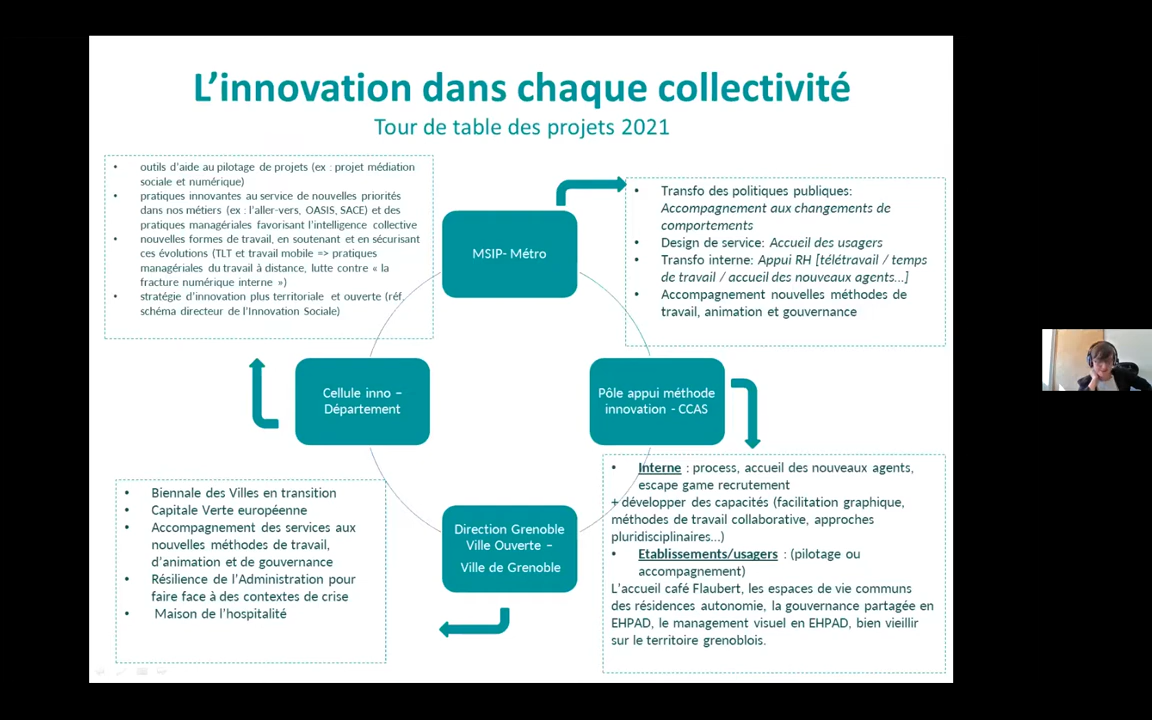 L'innovation dans chaque collectivité
Tour de table des projets 2021
• outils d'aide au pilotage de projets (ex : projet médiation
sociale et numérique)
• pratiques innovantes au service de nouvelles priorités
dans nos métiers (ex : l'aller-vers, OASIS, SACE) et des
pratiques managériales favorisant l'intelligence collective
• nouvelles formes de travail, en soutenant et en sécurisant
ces évolutions (TLT et travail mobile => pratiques
managériales du travail à distance, lutte contre « la
fracture numérique interne »)
• stratégie d'innovation plus territoriale et ouverte (réf.
schéma directeur de l'Innovation Sociale)
MSIP- Métro
• Transfo des politiques publiques:
Accompagnement aux changements de
comportements
• Design de service: Accueil des usagers
• Transfo interne: Appui RH [télétravail / temps
de travail / accueil des nouveaux agents...]
• Accompagnement nouvelles méthodes de
travail, animation et gouvernance
Cellule inno –
Département
Pôle appui méthode
innovation - CCAS
• Interne : process, accueil des nouveaux agents,
escape game recrutement
+ développer des capacités (facilitation graphique,
méthodes de travail collaborative, approches
pluridisciplinaires...)
• Etablissements/usagers : (pilotage ou
accompagnement)
L'accueil café Flaubert, les espaces de vie communs
des résidences autonomie, la gouvernance partagée en
EHPAD, le management visuel en EHPAD, bien vieillir
sur le territoire grenoblois.
Direction Grenoble
Ville Ouverte –
Ville de Grenoble
• Biennale des Villes en transition
• Capitale Verte européenne
• Accompagnement des services aux
nouvelles méthodes de travail,
d'animation et de gouvernance
• Résilience de l'Administration pour
faire face à des contextes de crise
• Maison de l'hospitalité